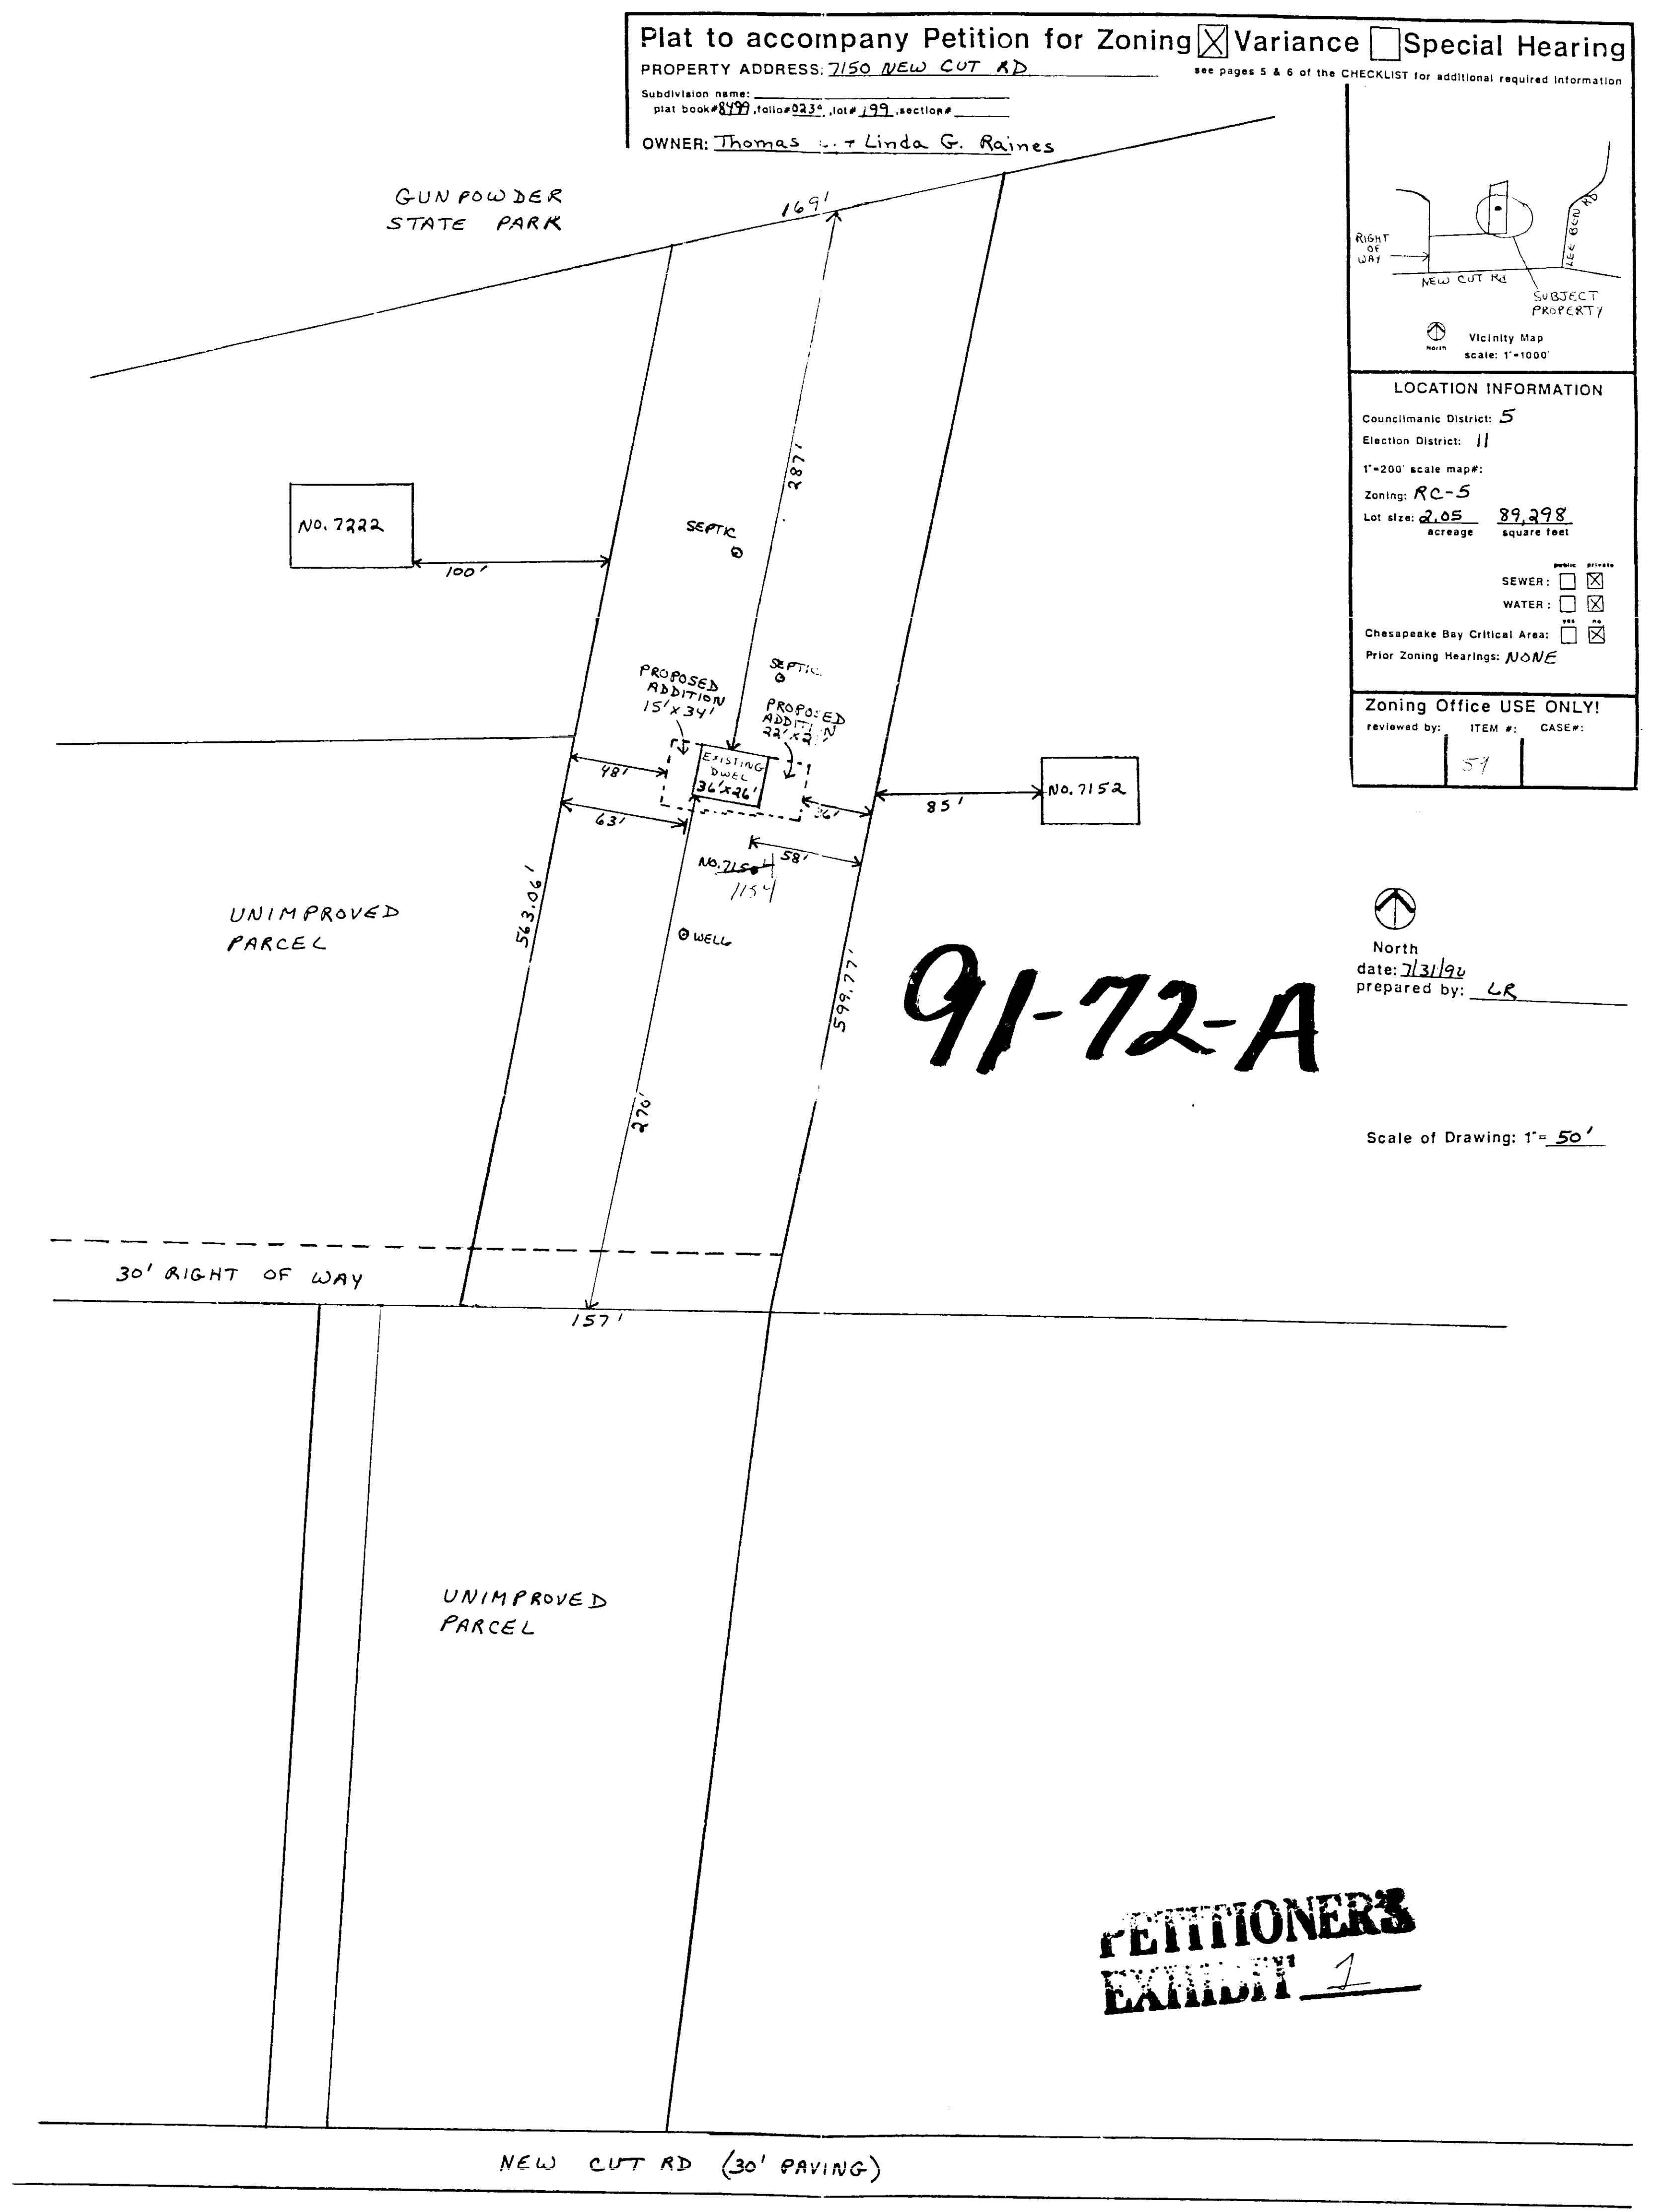 Plat to accompany Petition for Zoning Variance Special Hearing
PROPERTY ADDRESS: 7150 NEW CUT RD
see pages 5 & 6 of the CHECKLIST for additional required information
Subdivision name:
plat book# 8499, folio# 023, lot# 199, section#
OWNER: Thomas Linda G. Raines
GUNPOWDER
STATE PARK
169'
287'
RIGHT
OF
WAY
LEE BON RD
NEW CUT Rd
SUBJECT
PROPERTY
North
Vicinity Map
scale: 1"=1000'
LOCATION INFORMATION
Councilmanic District: 5
Election District: 11
1"=200' scale map#:
Zoning: RC-5
Lot size: 2.05 89,298
acreage square feet
public private
SEWER:
WATER:
yes no
Chesapeake Bay Critical Area:
Prior Zoning Hearings: NONE
Zoning Office USE ONLY!
reviewed by: ITEM #: CASE#:
59
NO. 7222
100'
SEPTIC
SEPTIC
PROPOSED
ADDITION
15'X34'
PROPOSED
ADDITION
EXISTING
DWEL
36'X26'
48'
63'
36'
58'
85'
NO. 7152
1154
WELL
563.06'
599.77'
UNIMPROVED
PARCEL
91-72-A
North
date: 7/31/90
prepared by: LR
270'
Scale of Drawing: 1"= 50'
30' RIGHT OF WAY
157'
UNIMPROVED
PARCEL
PETITIONER'S
EXHIBIT 1
NEW CUT RD (30' PAVING)